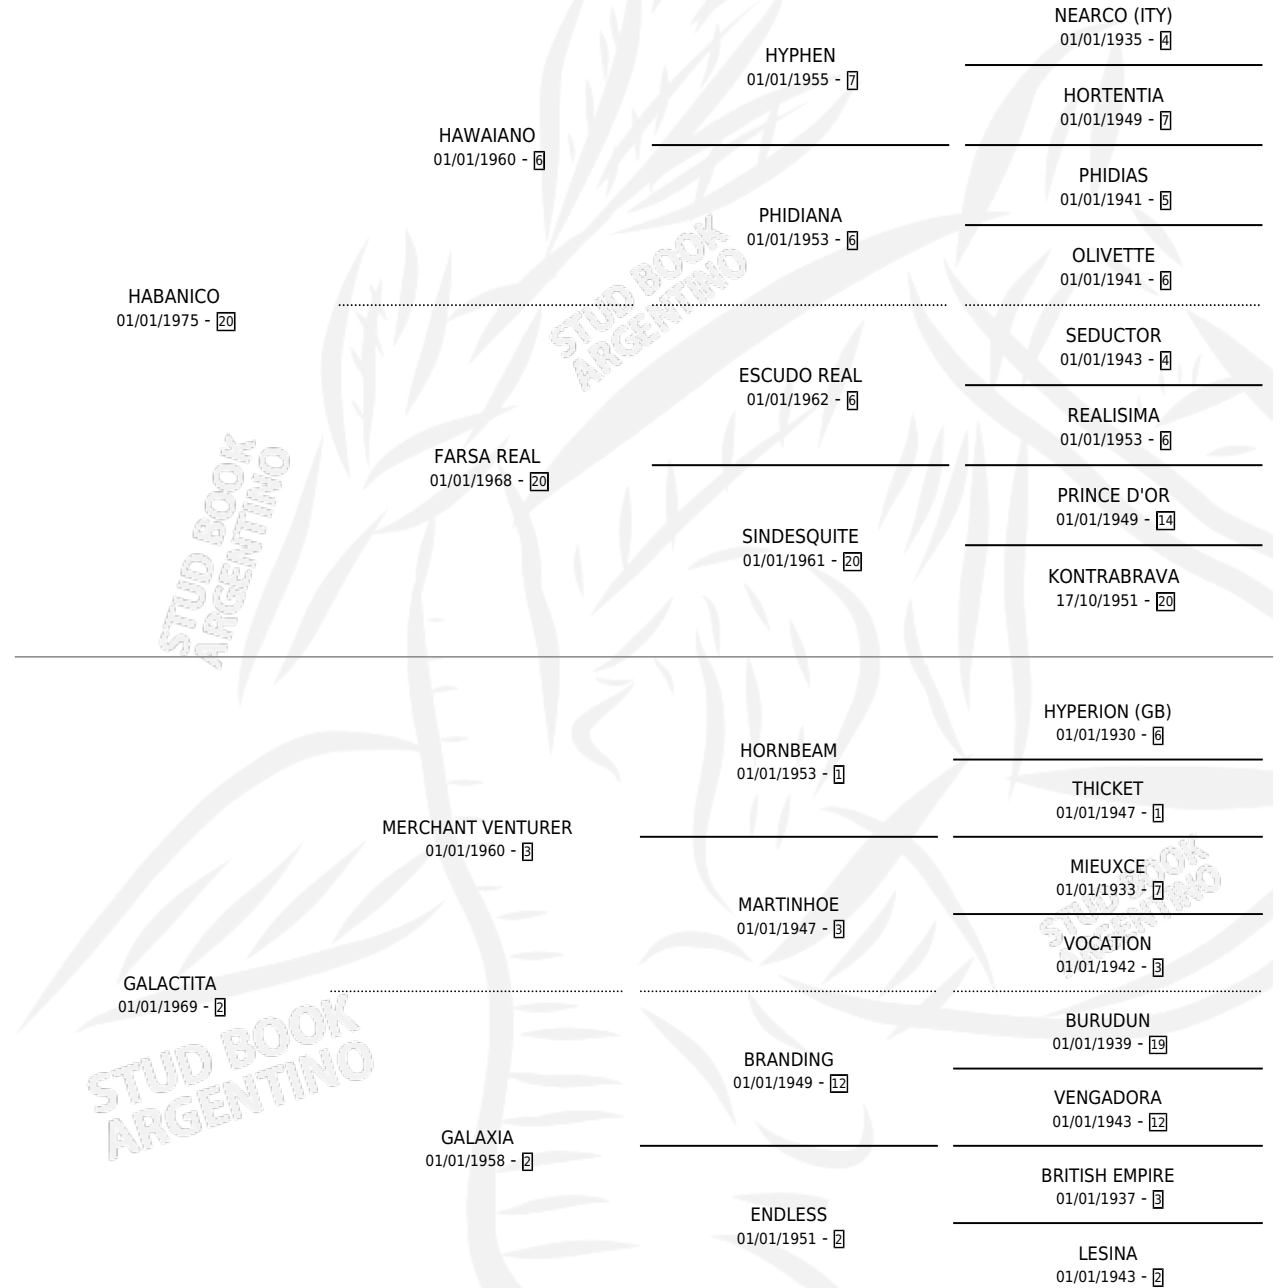 NEARCO (ITY)
01/01/1935 - 4
HYPHEN
01/01/1955 - 7
HORTENTIA
01/01/1949 - 7
HAWAIANO
01/01/1960 - 6
PHIDIAS
01/01/1941 - 5
PHIDIANA
01/01/1953 - 6
OLIVETTE
01/01/1941 - 6
HABANICO
01/01/1975 - 20
SEDUCTOR
01/01/1943 - 4
ESCUDO REAL
01/01/1962 - 6
REALISIMA
01/01/1953 - 6
FARSA REAL
01/01/1968 - 20
PRINCE D'OR
01/01/1949 - 14
SINDESQUITE
01/01/1961 - 20
KONTRABRAVA
17/10/1951 - 20
HYPERION (GB)
01/01/1930 - 6
HORNBEAM
01/01/1953 - 1
THICKET
01/01/1947 - 1
MERCHANT VENTURER
01/01/1960 - 3
MIEUXCE
01/01/1933 - 7
MARTINHOE
01/01/1947 - 3
VOCATION
01/01/1942 - 3
GALACTITA
01/01/1969 - 2
BURUDUN
01/01/1939 - 19
BRANDING
01/01/1949 - 12
VENGADORA
01/01/1943 - 12
GALAXIA
01/01/1958 - 2
BRITISH EMPIRE
01/01/1937 - 3
ENDLESS
01/01/1951 - 2
LESINA
01/01/1943 - 2
STUD BOOK
ARGENTINO
STUD BOOK
ARGENTINO
STUD BOOK
ARGENTINO
STUD BOOK
ARGENTINO